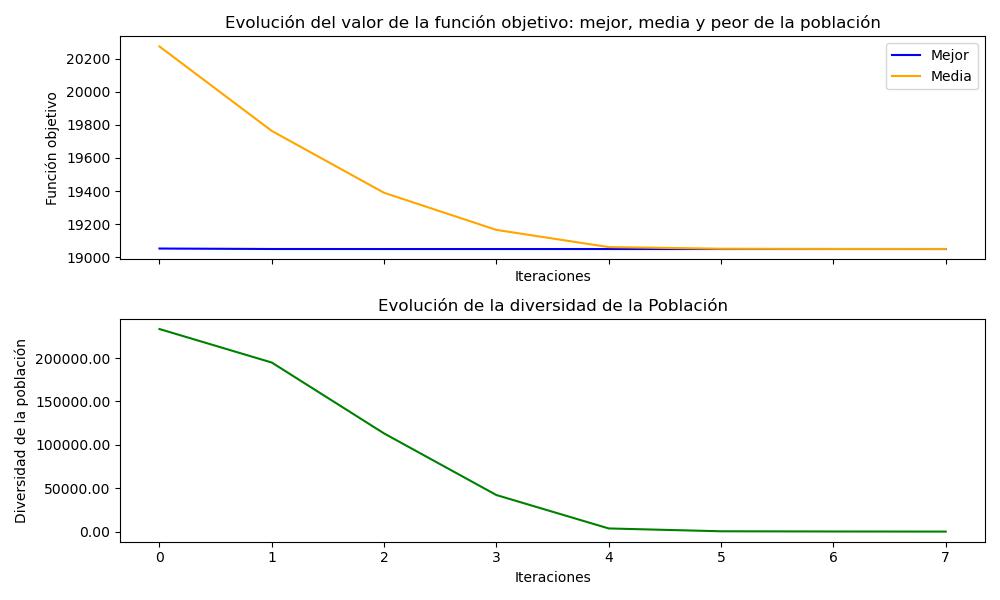 Evolución del valor de la función objetivo: mejor, media y peor de la población
Función objetivo
20200
20000
19800
19600
19400
19200
19000
Mejor
Media
Iteraciones
Evolución de la diversidad de la Población
Diversidad de la población
200000.00
150000.00
100000.00
50000.00
0.00
0 1 2 3 4 5 6 7
Iteraciones